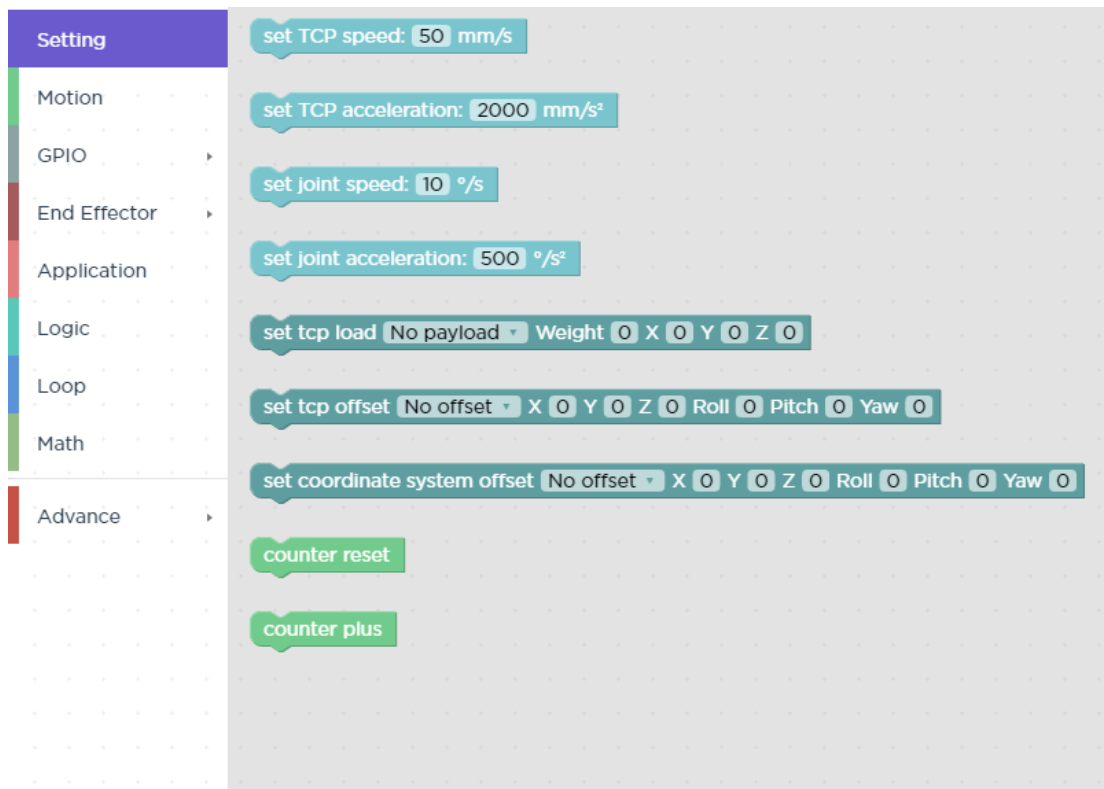 Setting
Motion
GPIO
End Effector
Application
Logic
Loop
Math
Advance
set TCP speed: 50 mm/s
set TCP acceleration: 2000 mm/s²
set joint speed: 10 °/s
set joint acceleration: 500 °/s²
set tcp load No payload Weight 0 X 0 Y 0 Z 0
set tcp offset No offset X 0 Y 0 Z 0 Roll 0 Pitch 0 Yaw 0
set coordinate system offset No offset X 0 Y 0 Z 0 Roll 0 Pitch 0 Yaw 0
counter reset
counter plus